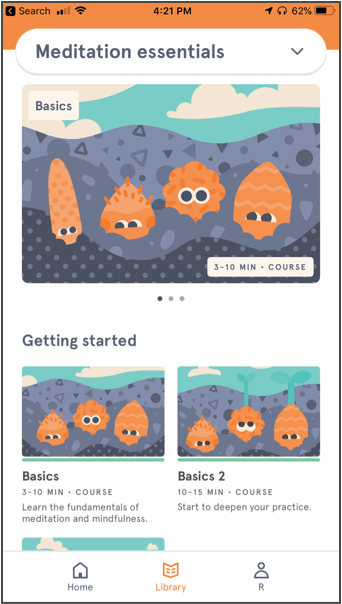 Search 4:21 PM 62%
Meditation essentials
Basics
3-10 MIN • COURSE
Getting started
Basics
3-10 MIN • COURSE
Learn the fundamentals of
meditation and mindfulness.
Basics 2
10-15 MIN • COURSE
Start to deepen your practice.
Home Library R